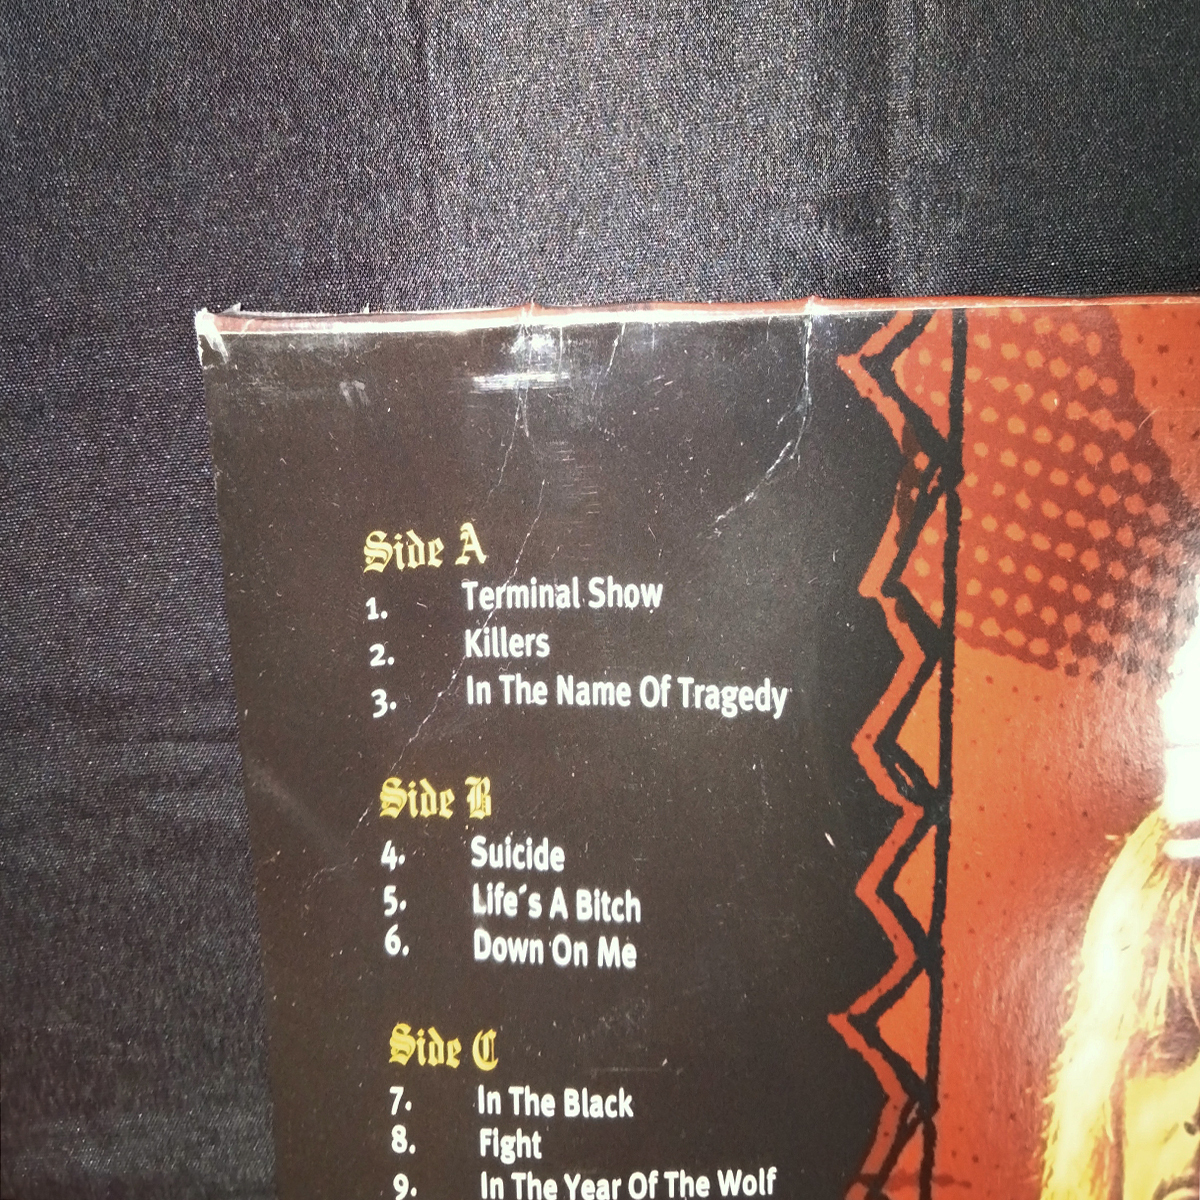 Side A
1. Terminal Show
2. Killers
3. In The Name Of Tragedy
Side B
4. Suicide
5. Life´s A Bitch
6. Down On Me
Side C
7. In The Black
8. Fight
9. In The Year Of The Wolf